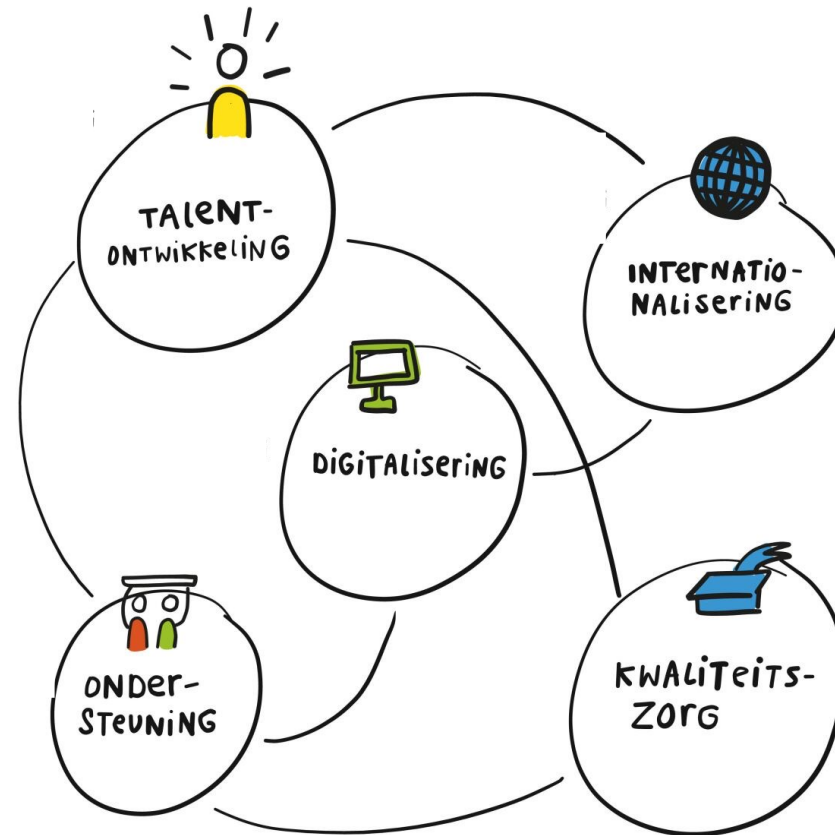 TALENT-
ONTWIKKELING
INTERNATIO-
NALISERING
DIGITALISERING
ONDER-
STEUNING
KWALITEITS-
ZORG